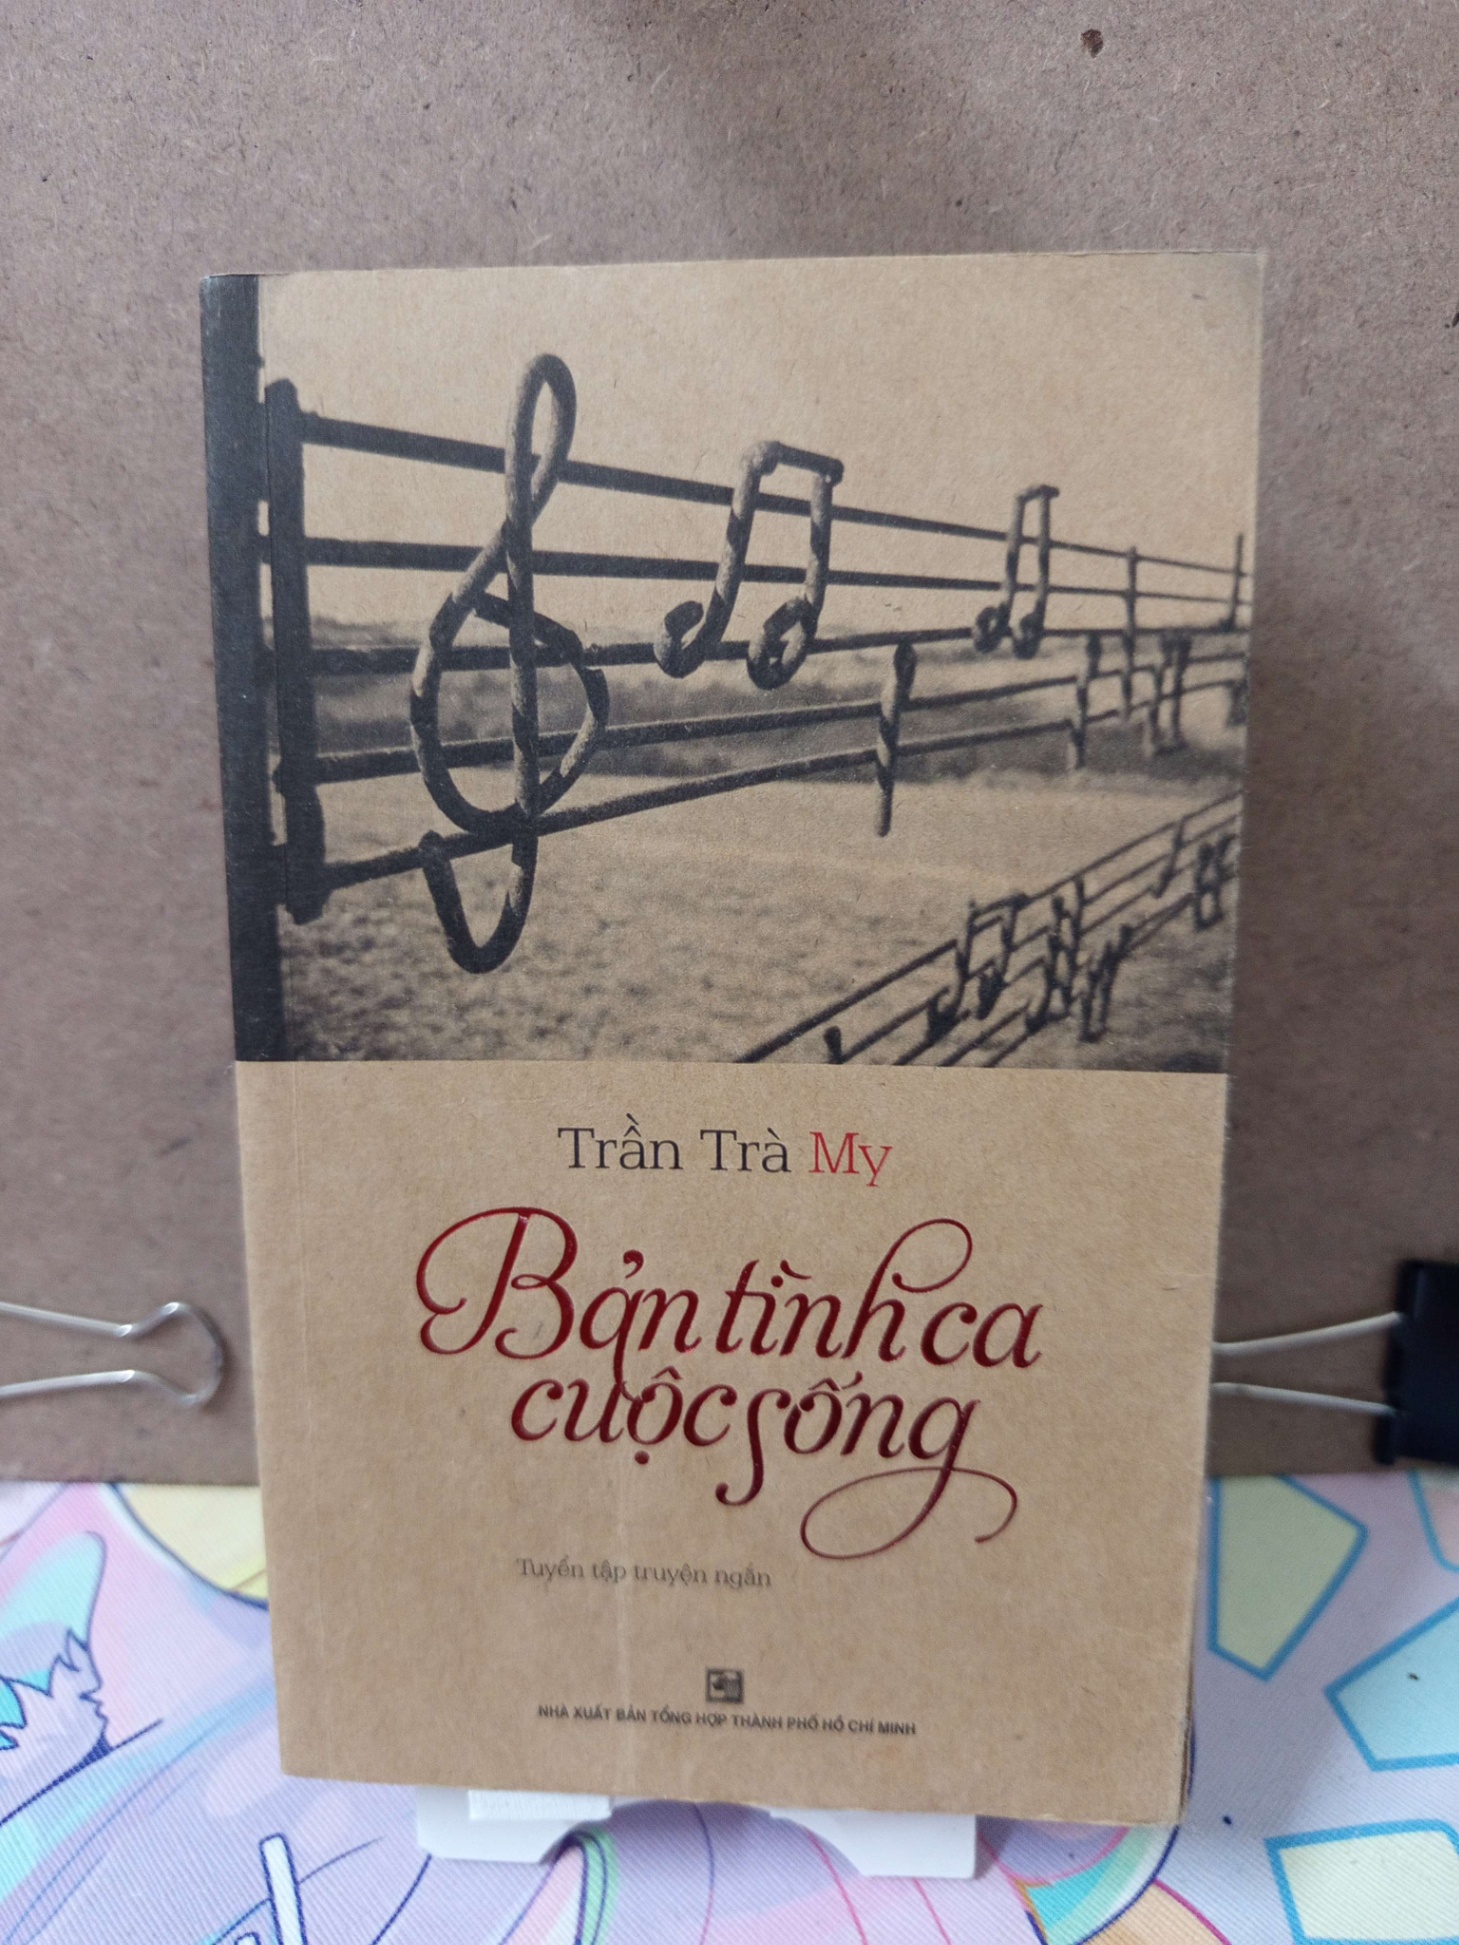 Trần Trà My
Bản tình ca
cuộc sống
Tuyển tập truyện ngắn
NHÀ XUẤT BẢN TỔNG HỢP THÀNH PHỐ HỒ CHÍ MINH